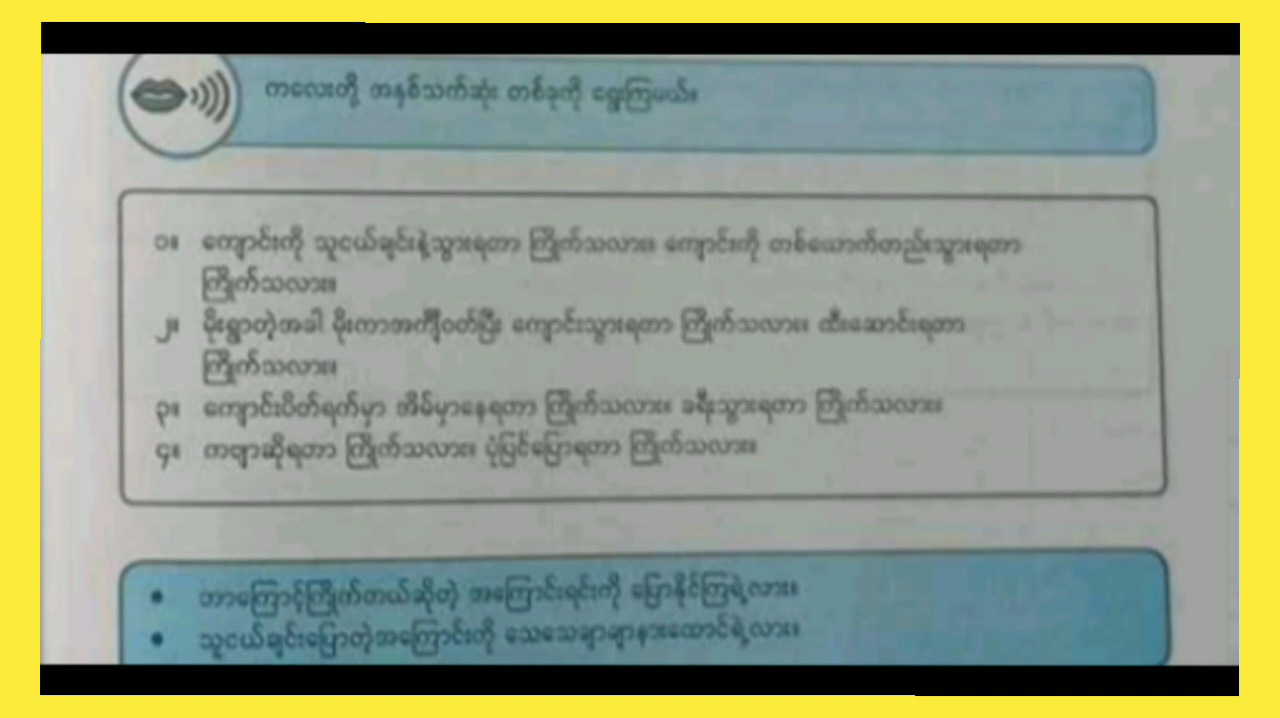 ကလေးတို့ အနှစ်သက်ဆုံး တစ်ခုကို ရွေးကြမယ်။
၁။ ကျောင်းကို သူငယ်ချင်းနဲ့သွားရတာ ကြိုက်သလား။ ကျောင်းကို တစ်ယောက်တည်းသွားရတာ
ကြိုက်သလား။
၂။ မိုးရွာတဲ့အခါ မိုးကာအင်္ကျီဝတ်ပြီး ကျောင်းသွားရတာ ကြိုက်သလား။ ထီးဆောင်းရတာ
ကြိုက်သလား။
၃။ ကျောင်းပိတ်ရက်မှာ အိမ်မှာနေရတာ ကြိုက်သလား။ ခရီးသွားရတာ ကြိုက်သလား။
၄။ ကဗျာဆိုရတာ ကြိုက်သလား။ ပုံပြင်ပြောရတာ ကြိုက်သလား။
• ဘာကြောင့်ကြိုက်တယ်ဆိုတဲ့ အကြောင်းရင်းကို ပြောနိုင်ကြရဲ့လား။
• သူငယ်ချင်းပြောတဲ့အကြောင်းကို သေသေချာချာနားထောင်ရဲ့လား။